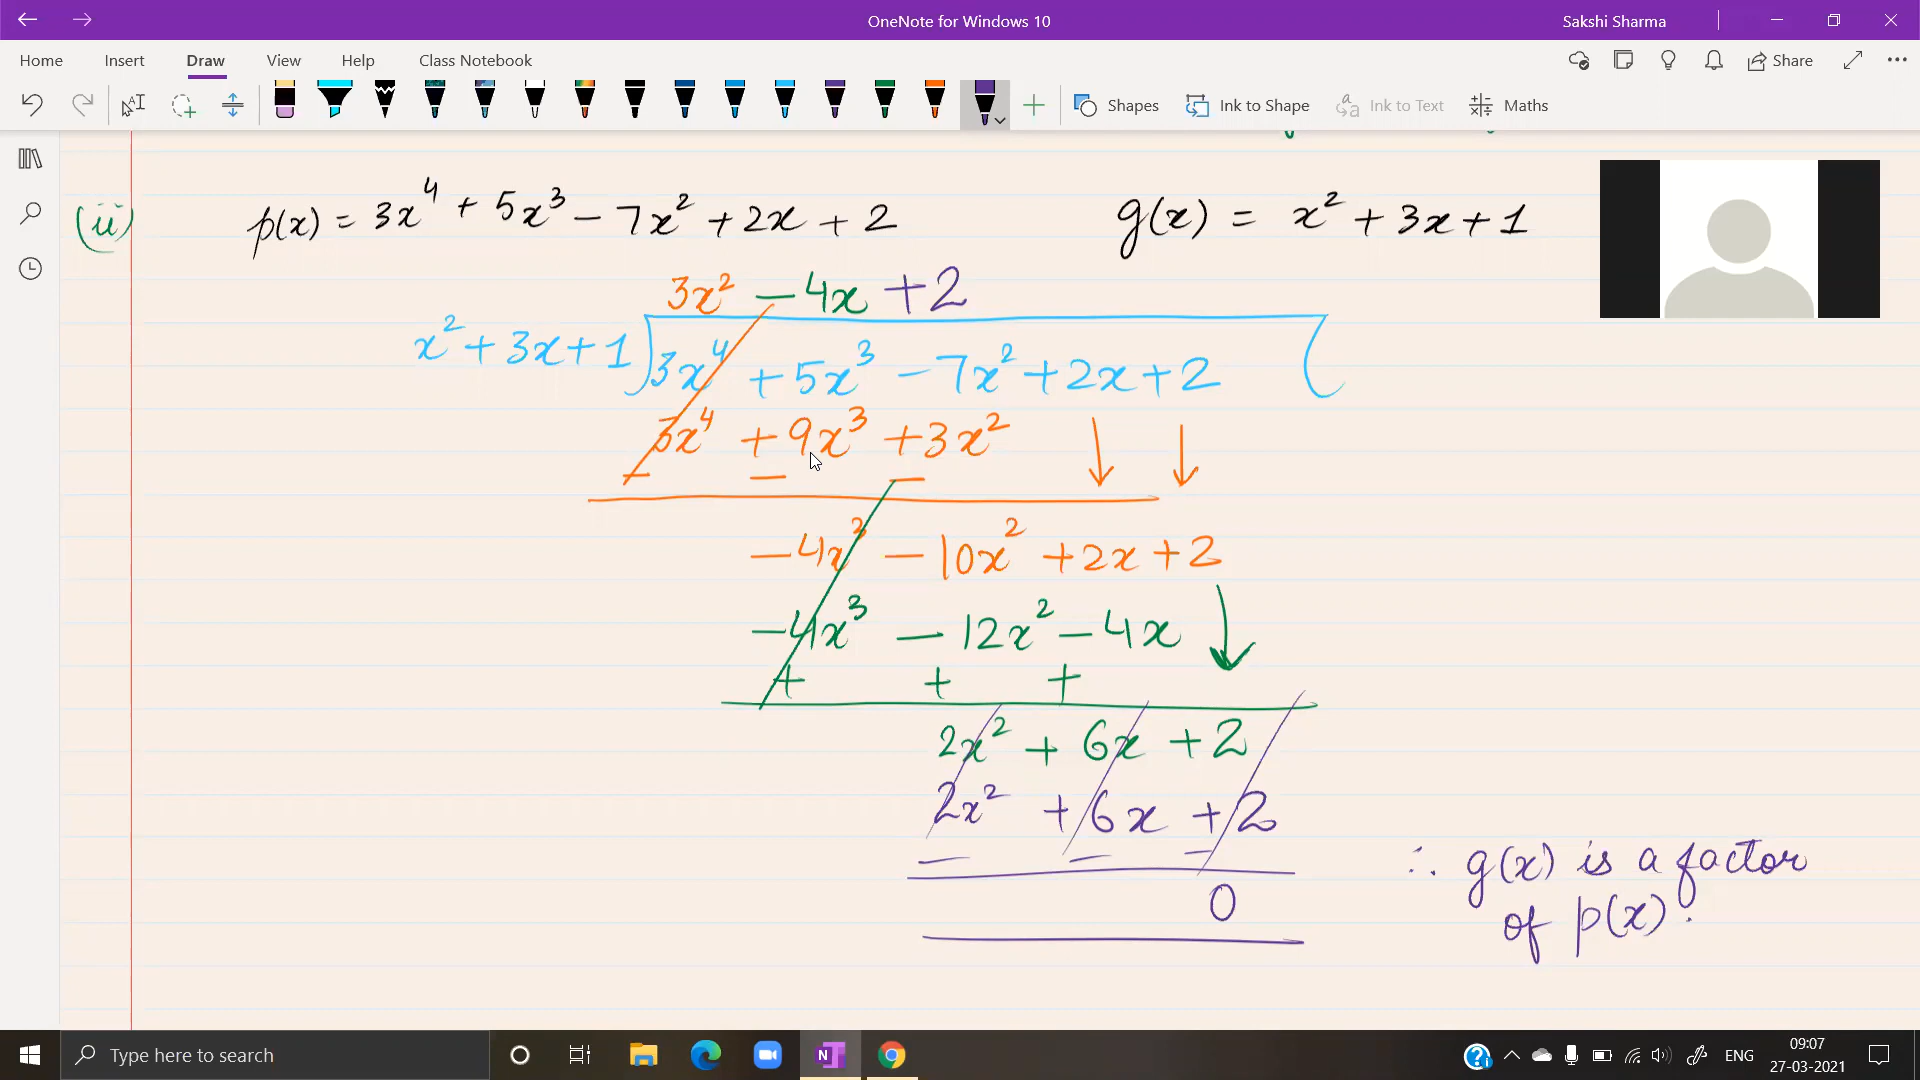 OneNote for Windows 10
Sakshi Sharma
Home Insert Draw View Help Class Notebook
Share
Shapes Ink to Shape Ink to Text Maths
(ii) p(x) = 3x⁴ + 5x³ - 7x² + 2x + 2 g(x) = x² + 3x + 1
3x² - 4x + 2
x² + 3x + 1 ) 3x⁴ + 5x³ - 7x² + 2x + 2 (
3x⁴ + 9x³ + 3x²
- - -
-4x³ - 10x² + 2x + 2
-4x³ - 12x² - 4x
+ + +
2x² + 6x + 2
2x² + 6x + 2
- - -
0
∴ g(x) is a factor
of p(x).
Type here to search
ENG
09:07
27-03-2021